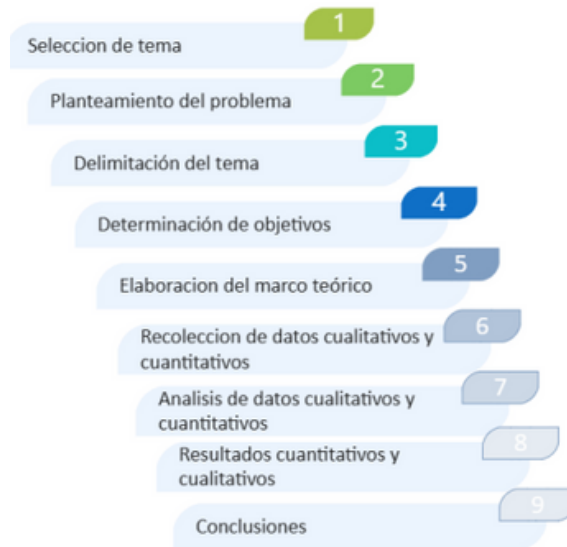 1
Seleccion de tema
2
Planteamiento del problema
3
Delimitación del tema
4
Determinación de objetivos
5
Elaboracion del marco teórico
6
Recoleccion de datos cualitativos y
cuantitativos
7
Analisis de datos cualitativos y
cuantitativos
8
Resultados cuantitativos y
cualitativos
9
Conclusiones